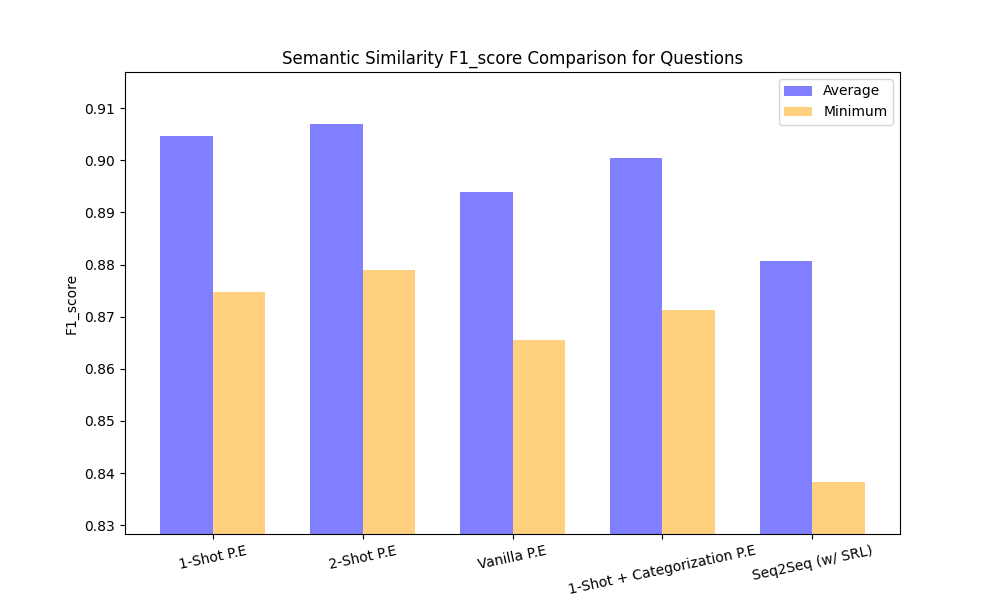 Semantic Similarity F1_score Comparison for Questions
Average
Minimum
F1_score
0.91
0.90
0.89
0.88
0.87
0.86
0.85
0.84
0.83
1-Shot P.E
2-Shot P.E
Vanilla P.E
1-Shot + Categorization P.E
Seq2Seq (w/ SRL)